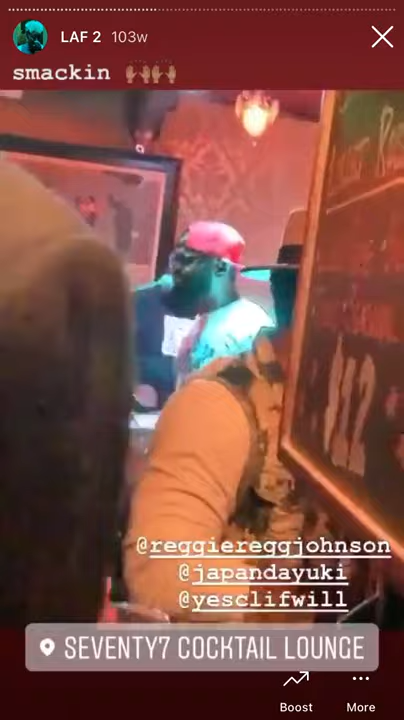 LAF 2 103w
smackin 🙌🏽🙌🏽
@reggiereggjohnson
@japandayuki
@yesclifwill
SEVENTY7 COCKTAIL LOUNGE
Boost More